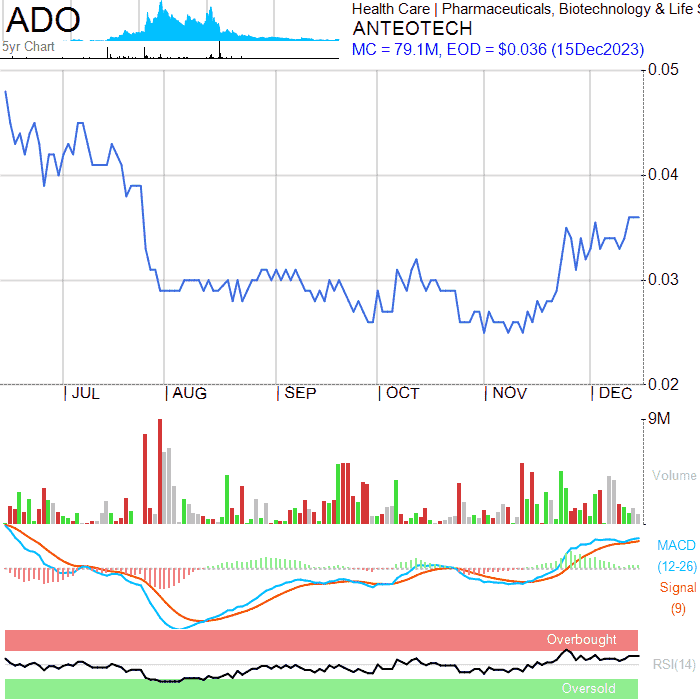 ADO
5yr Chart
Health Care | Pharmaceuticals, Biotechnology & Life S
ANTEOTECH
MC = 79.1M, EOD = $0.036 (15Dec2023)
0.05
0.04
0.03
0.02
JUL AUG SEP OCT NOV DEC
9M
Volume
MACD
(12-26)
Signal
(9)
Overbought
RSI(14)
Oversold